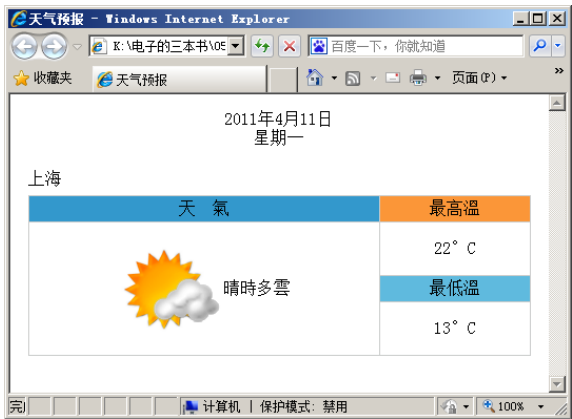 天气预报 - Windows Internet Explorer
K:\电子的三本书\05
百度一下，你就知道
收藏夹
天气预报
页面(P)
»
2011年4月11日
星期一
上海
天 氣
最高溫
晴時多雲
22° C
最低溫
13° C
完
计算机 | 保护模式: 禁用
100%